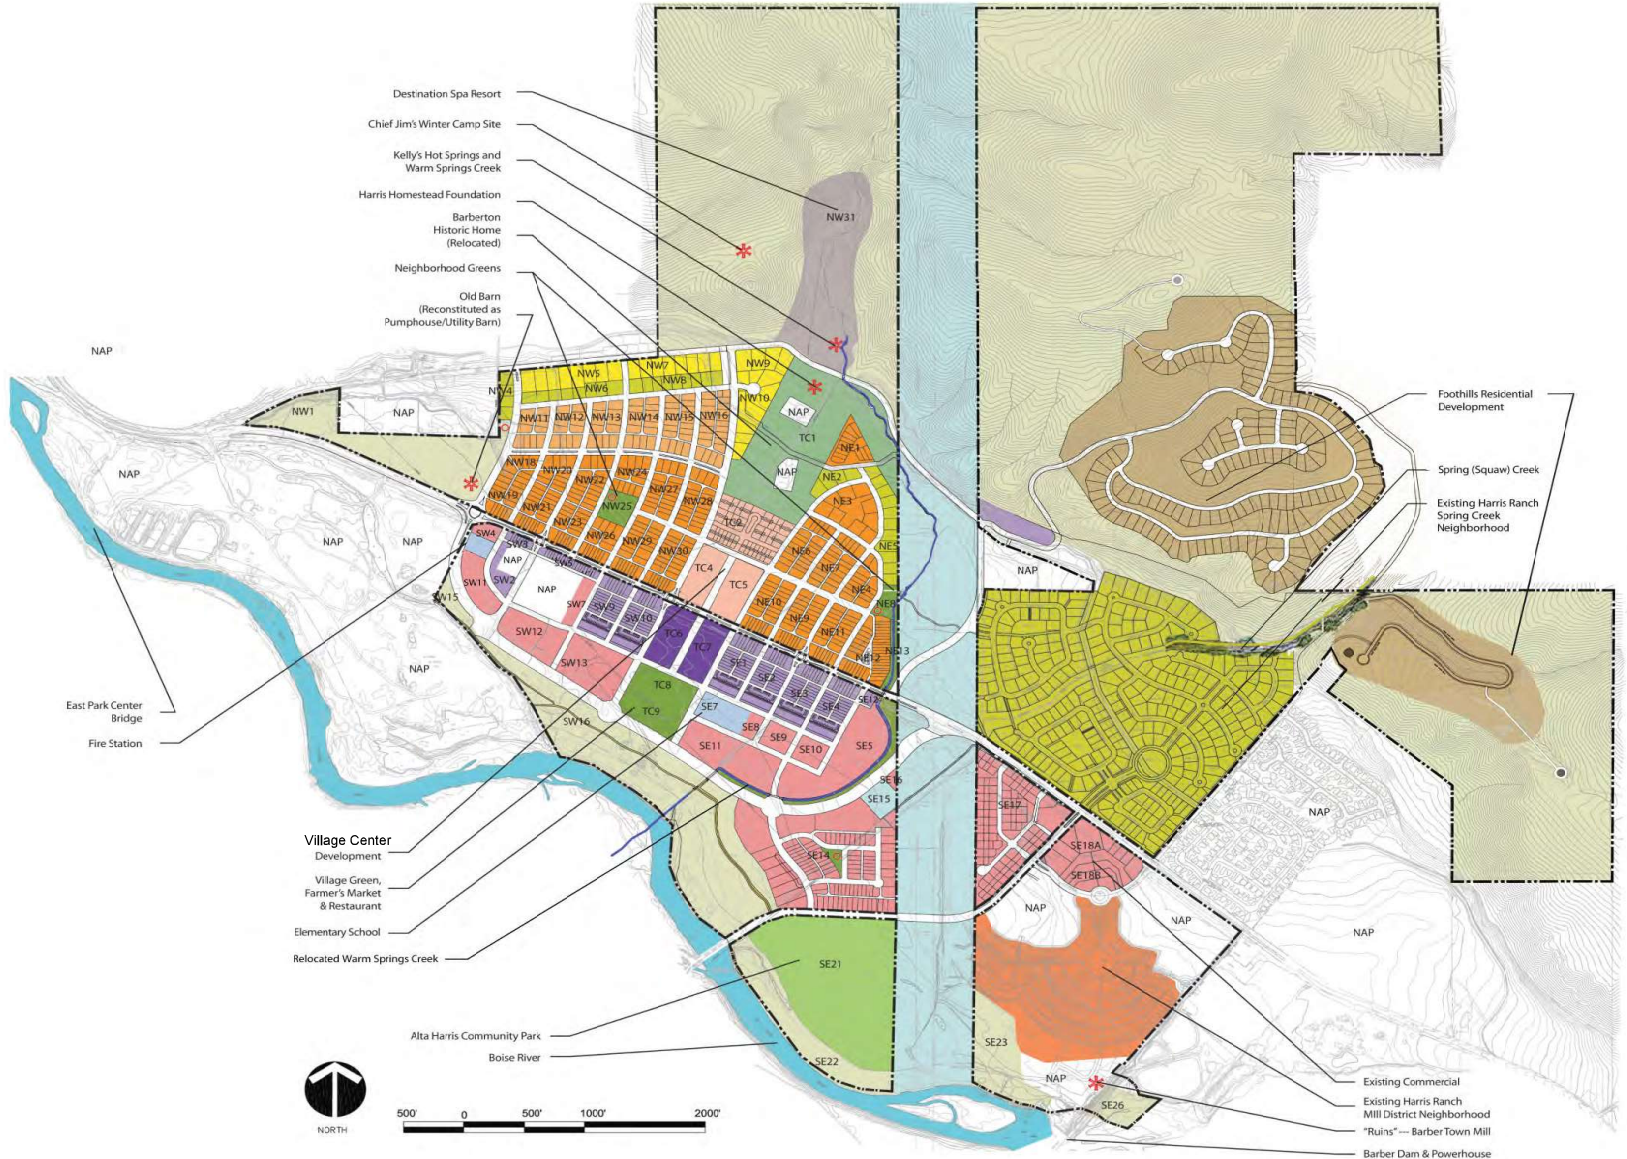 Destination Spa Resort
Chief Jim's Winter Camp Site
Kelly's Hot Springs and
Warm Springs Creek
Harris Homestead Foundation
Barberton
Historic Home
(Relocated)
Neighborhood Greens
Old Barn
(Reconstituted as
Pumphouse/Utility Barn)
NW31
NAP
NW1
NAP
NW4
NW5
NW7
NW9
NW6
NW8
NW10
NW11
NW12
NW13
NW14
NW15
NW16
NAP
TC1
NE1
NAP
NE2
NW18
NW20
NW22
NW24
NW27
NW28
NE3
NW19
NW21
NW23
NW25
NW26
NW29
NW30
TC2
NE5
NE6
NE7
NE4
NE8
NAP
NAP
NAP
SW4
SW3
NAP
SW5
SW2
SW11
SW15
NAP
SW7
SW9
SW10
TC4
TC5
NE10
NE9
NE11
NE12
NE13
SW12
SW13
TC6
TC7
NAP
SE1
SE2
SE3
SE4
SE12
TC8
TC9
SW16
SE7
SE8
SE9
SE10
SE11
SE5
SE16
SE15
SE14
SE17
SE18A
SE18B
NAP
NAP
NAP
NAP
NAP
SE21
SE22
SE23
NAP
SE26
Foothills Resicential
Development
Spring (Squaw) Creek
Existing Harris Ranch
Spring Creek
Neighborhood
East Park Center
Bridge
Fire Station
Village Center
Development
Village Green,
Farmer's Market
& Restaurant
Elementary School
Relocated Warm Springs Creek
Alta Harris Community Park
Boise River
Existing Commercial
Existing Harris Ranch
Mill District Neighborhood
"Ruins" --- BarberTown Mill
Barber Dam & Powerhouse
NORTH
500' 0 500' 1000' 2000'